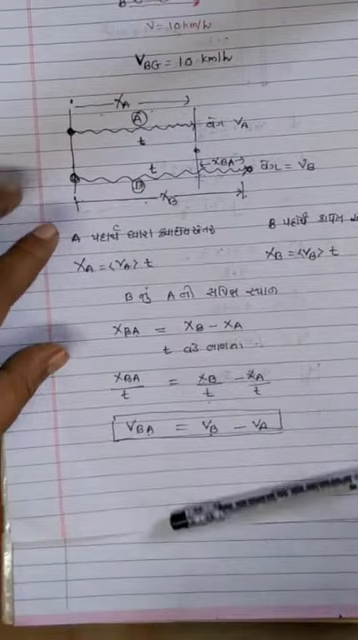 V = 10 km/h
V_BG = 10 km/h
X_A
A
વેગ V_A
t
t
X_BA
વેગ = V_B
B
X_B
A પદાર્થ દ્વારા
B પદાર્થ દ્વારા
X_A = <V_A> t
X_B = <V_B> t
B નું A ની સાપેક્ષ સ્થાન
X_BA = X_B - X_A
t વડે ભાગતા
X_BA/t = X_B/t - X_A/t
V_BA = V_B - V_A